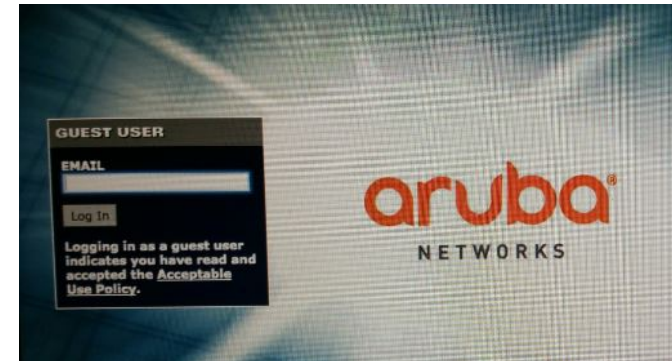 GUEST USER
EMAIL
Log In
Logging in as a guest user
indicates you have read and
accepted the Acceptable
Use Policy.
aruba®
NETWORKS